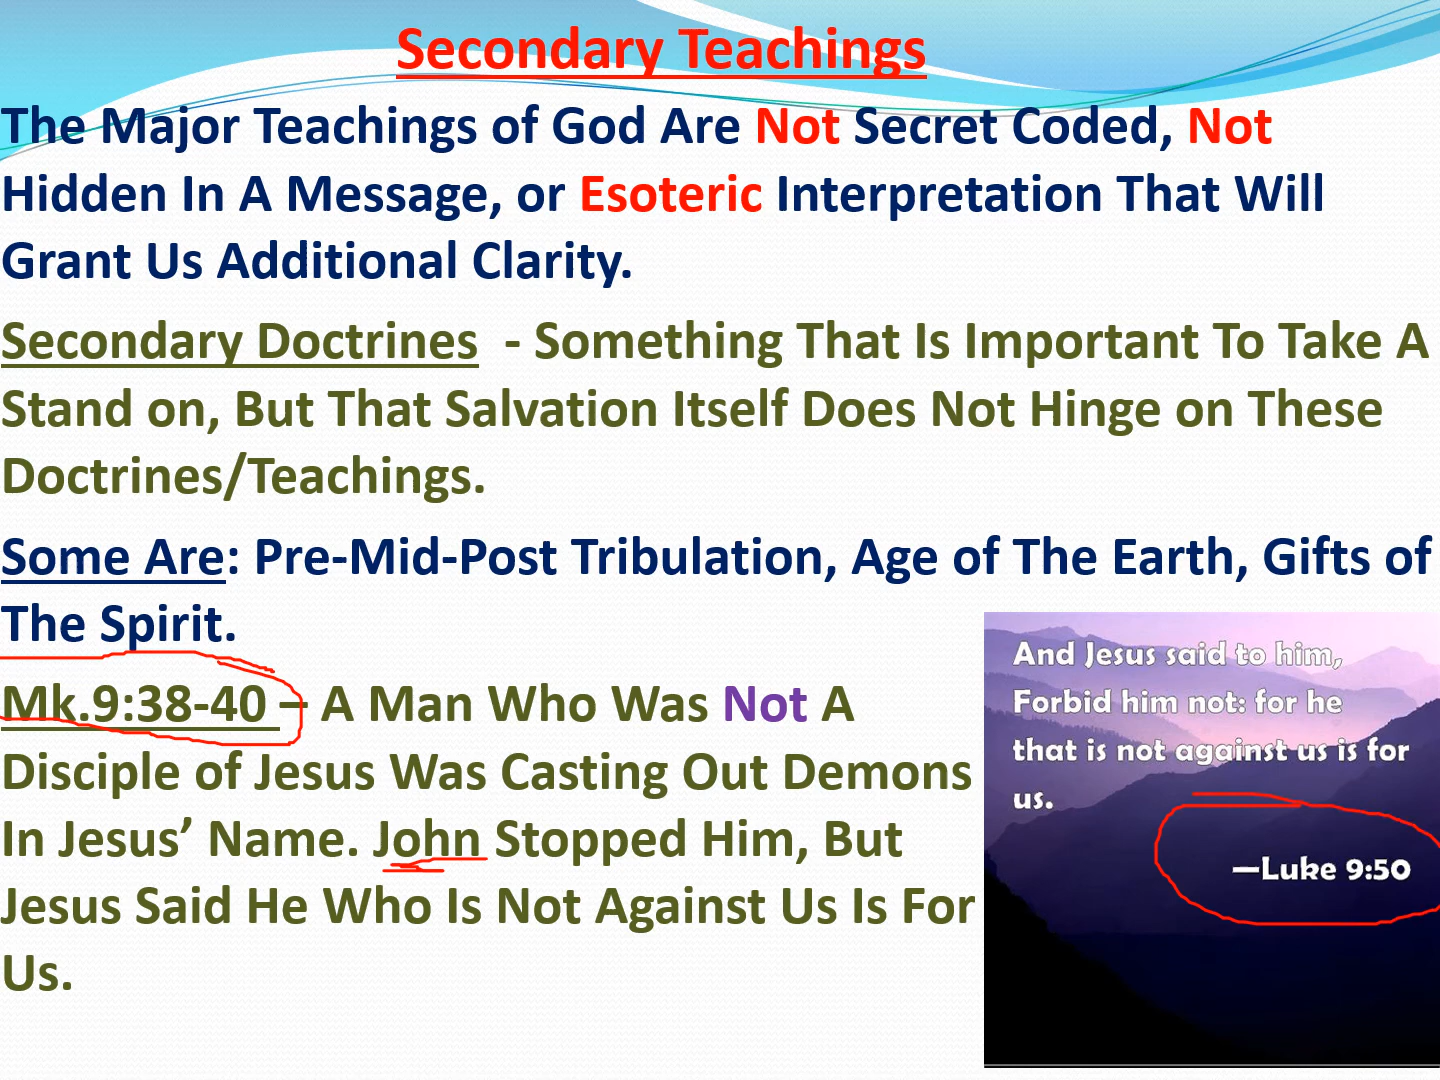 Secondary Teachings
The Major Teachings of God Are Not Secret Coded, Not
Hidden In A Message, or Esoteric Interpretation That Will
Grant Us Additional Clarity.
Secondary Doctrines - Something That Is Important To Take A
Stand on, But That Salvation Itself Does Not Hinge on These
Doctrines/Teachings.
Some Are: Pre-Mid-Post Tribulation, Age of The Earth, Gifts of
The Spirit.
Mk.9:38-40 – A Man Who Was Not A
Disciple of Jesus Was Casting Out Demons
In Jesus’ Name. John Stopped Him, But
Jesus Said He Who Is Not Against Us Is For
Us.
And Jesus said to him,
Forbid him not: for he
that is not against us is for
us.
—Luke 9:50